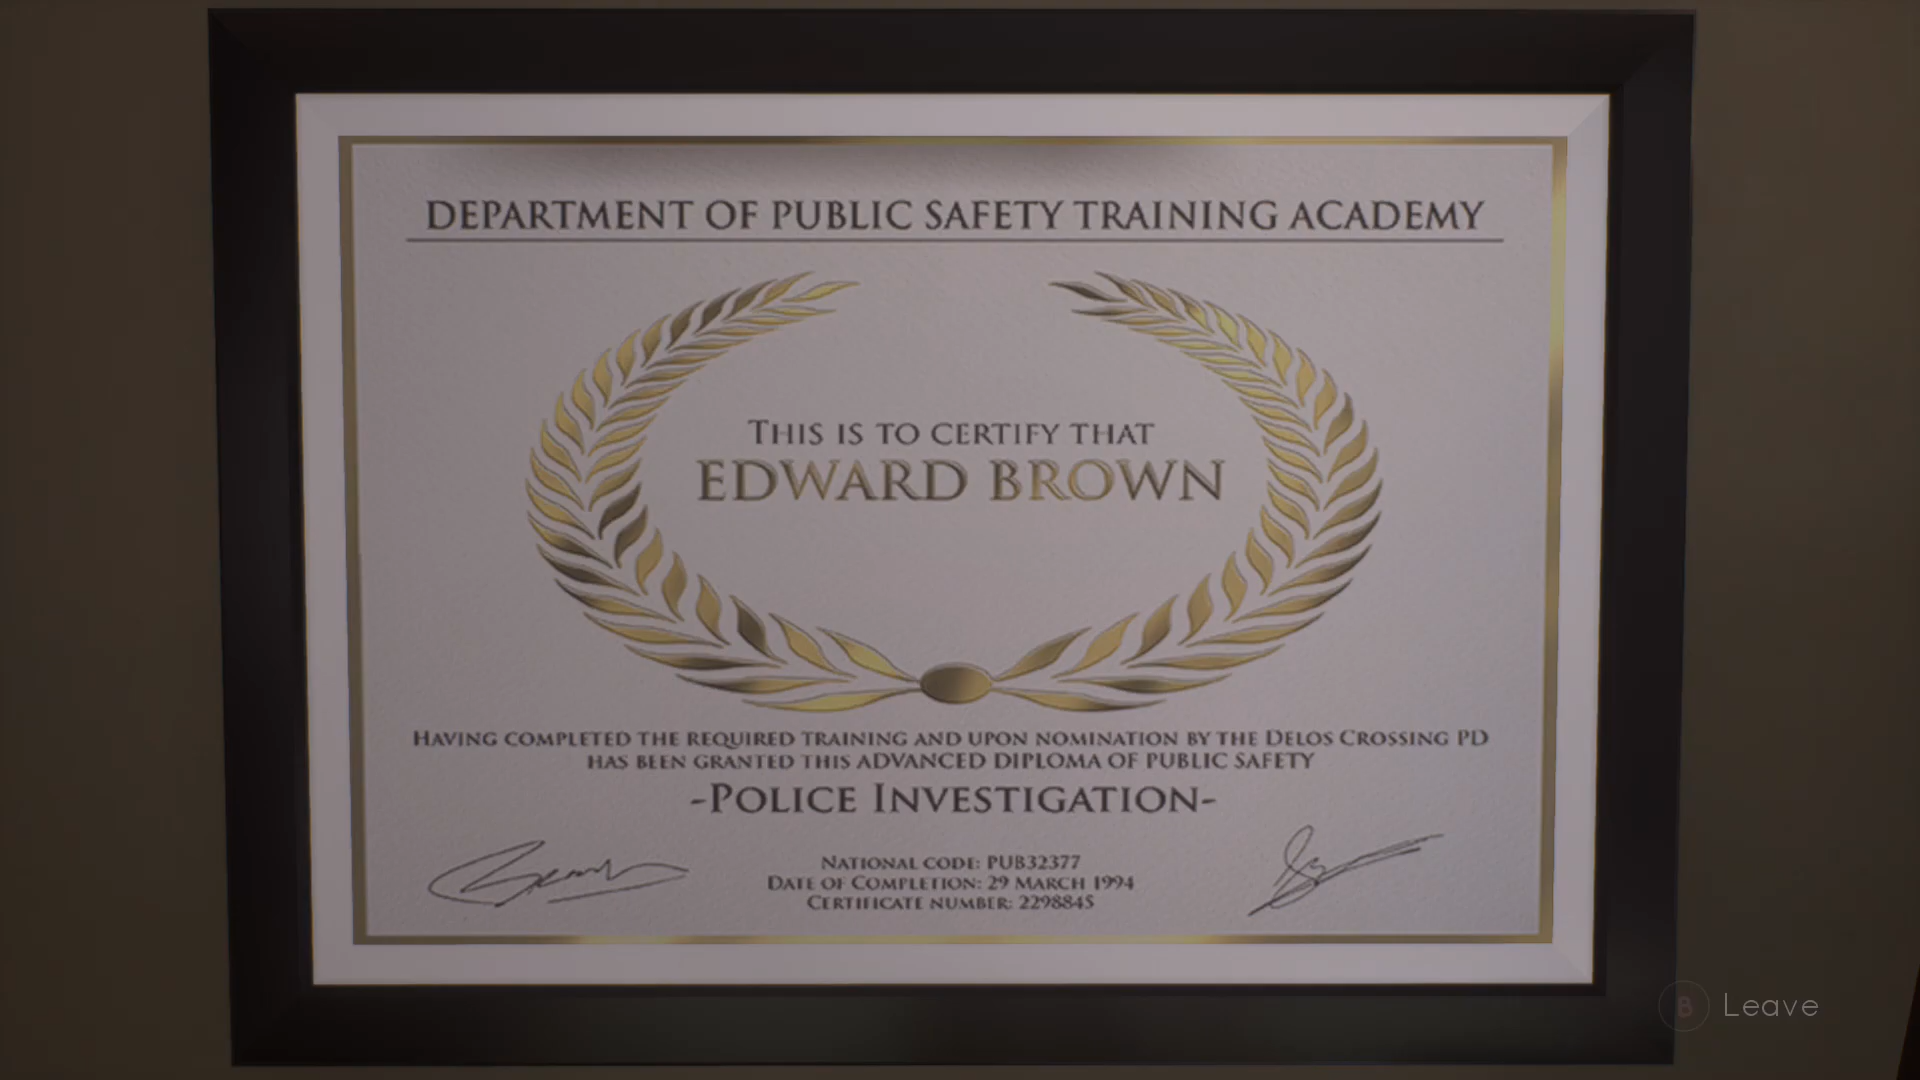 DEPARTMENT OF PUBLIC SAFETY TRAINING ACADEMY
THIS IS TO CERTIFY THAT
EDWARD BROWN
HAVING COMPLETED THE REQUIRED TRAINING AND UPON NOMINATION BY THE DELOS CROSSING PD
HAS BEEN GRANTED THIS ADVANCED DIPLOMA OF PUBLIC SAFETY
-POLICE INVESTIGATION-
NATIONAL CODE: PUB32377
DATE OF COMPLETION: 29 MARCH 1994
CERTIFICATE NUMBER: 2298845
B Leave